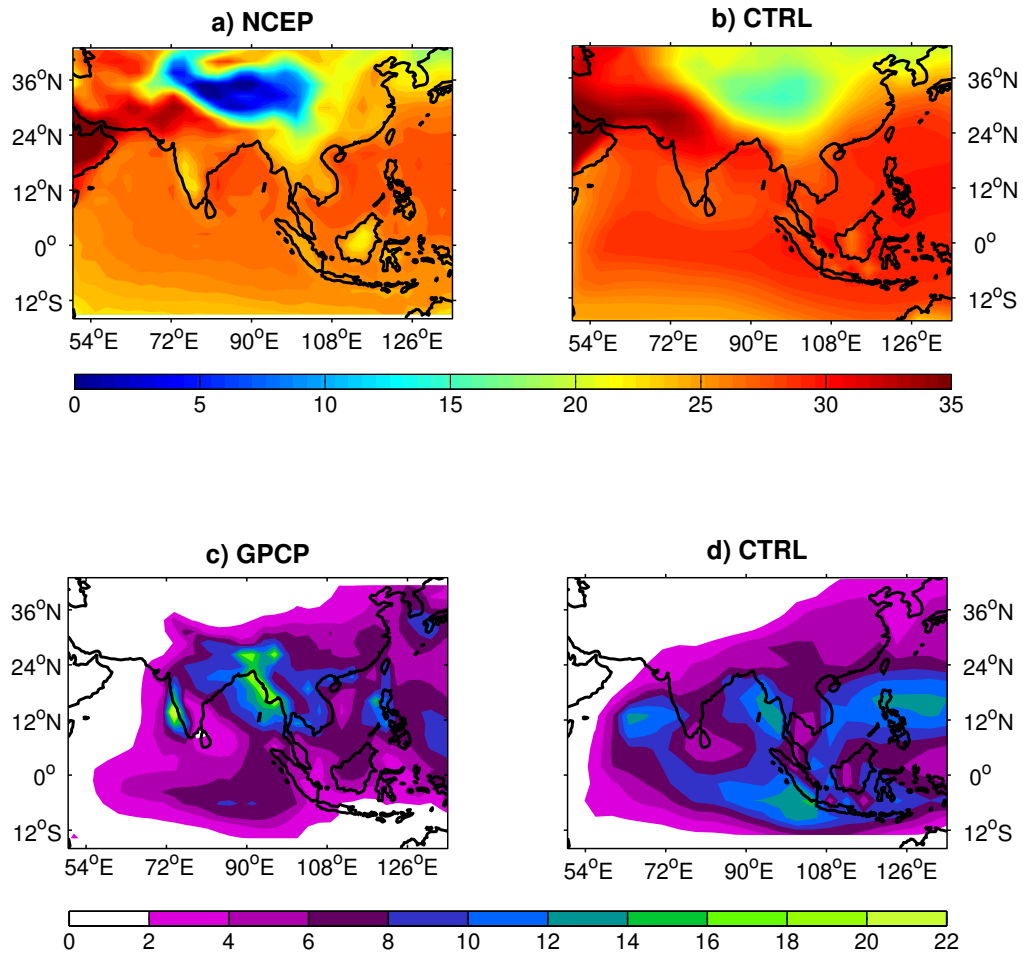 a) NCEP
b) CTRL
36°N
24°N
12°N
0°
12°S
36°N
24°N
12°N
0°
12°S
54°E 72°E 90°E 108°E 126°E
54°E 72°E 90°E 108°E 126°E
0 5 10 15 20 25 30 35
c) GPCP
d) CTRL
36°N
24°N
12°N
0°
12°S
36°N
24°N
12°N
0°
12°S
54°E 72°E 90°E 108°E 126°E
54°E 72°E 90°E 108°E 126°E
0 2 4 6 8 10 12 14 16 18 20 22